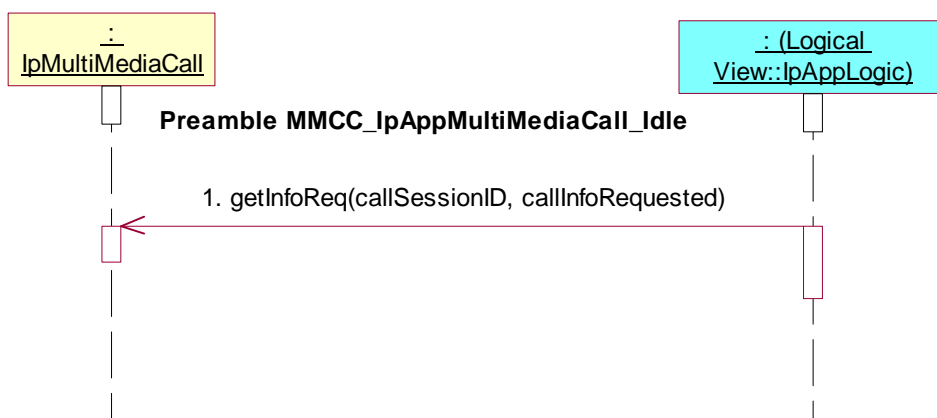 :
IpMultiMediaCall
: (Logical
View::IpAppLogic)
Preamble MMCC_IpAppMultiMediaCall_Idle
1. getInfoReq(callSessionID, callInfoRequested)